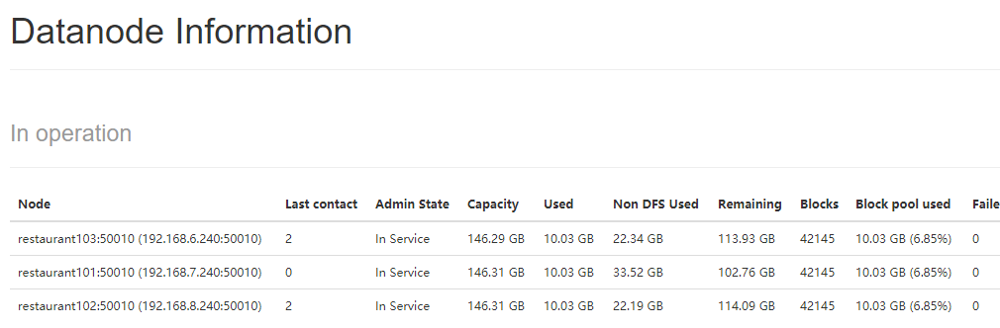 Datanode Information
In operation
Node Last contact Admin State Capacity Used Non DFS Used Remaining Blocks Block pool used Faile
restaurant103:50010 (192.168.6.240:50010) 2 In Service 146.29 GB 10.03 GB 22.34 GB 113.93 GB 42145 10.03 GB (6.85%) 0
restaurant101:50010 (192.168.7.240:50010) 0 In Service 146.31 GB 10.03 GB 33.52 GB 102.76 GB 42145 10.03 GB (6.85%) 0
restaurant102:50010 (192.168.8.240:50010) 2 In Service 146.31 GB 10.03 GB 22.19 GB 114.09 GB 42145 10.03 GB (6.85%) 0